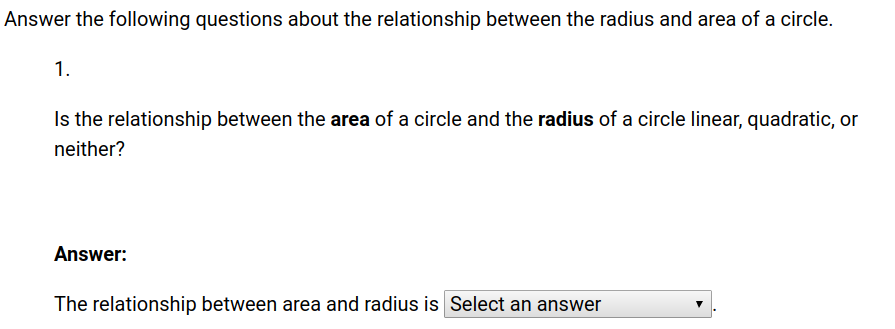 Answer the following questions about the relationship between the radius and area of a circle.
1.
Is the relationship between the area of a circle and the radius of a circle linear, quadratic, or
neither?
Answer:
The relationship between area and radius is Select an answer.